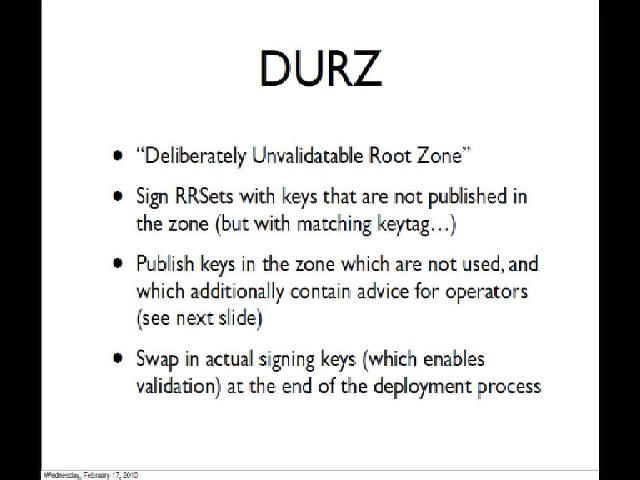 DURZ
• “Deliberately Unvalidatable Root Zone”
• Sign RRSets with keys that are not published in
the zone (but with matching keytag…)
• Publish keys in the zone which are not used, and
which additionally contain advice for operators
(see next slide)
• Swap in actual signing keys (which enables
validation) at the end of the deployment process
Wednesday, February 17, 2010